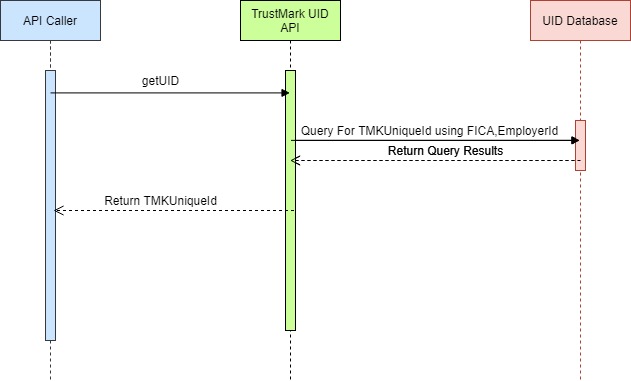 API Caller
TrustMark UID
API
UID Database
getUID
Query For TMKUniqueId using FICA,EmployerId
Return Query Results
Return TMKUniqueId